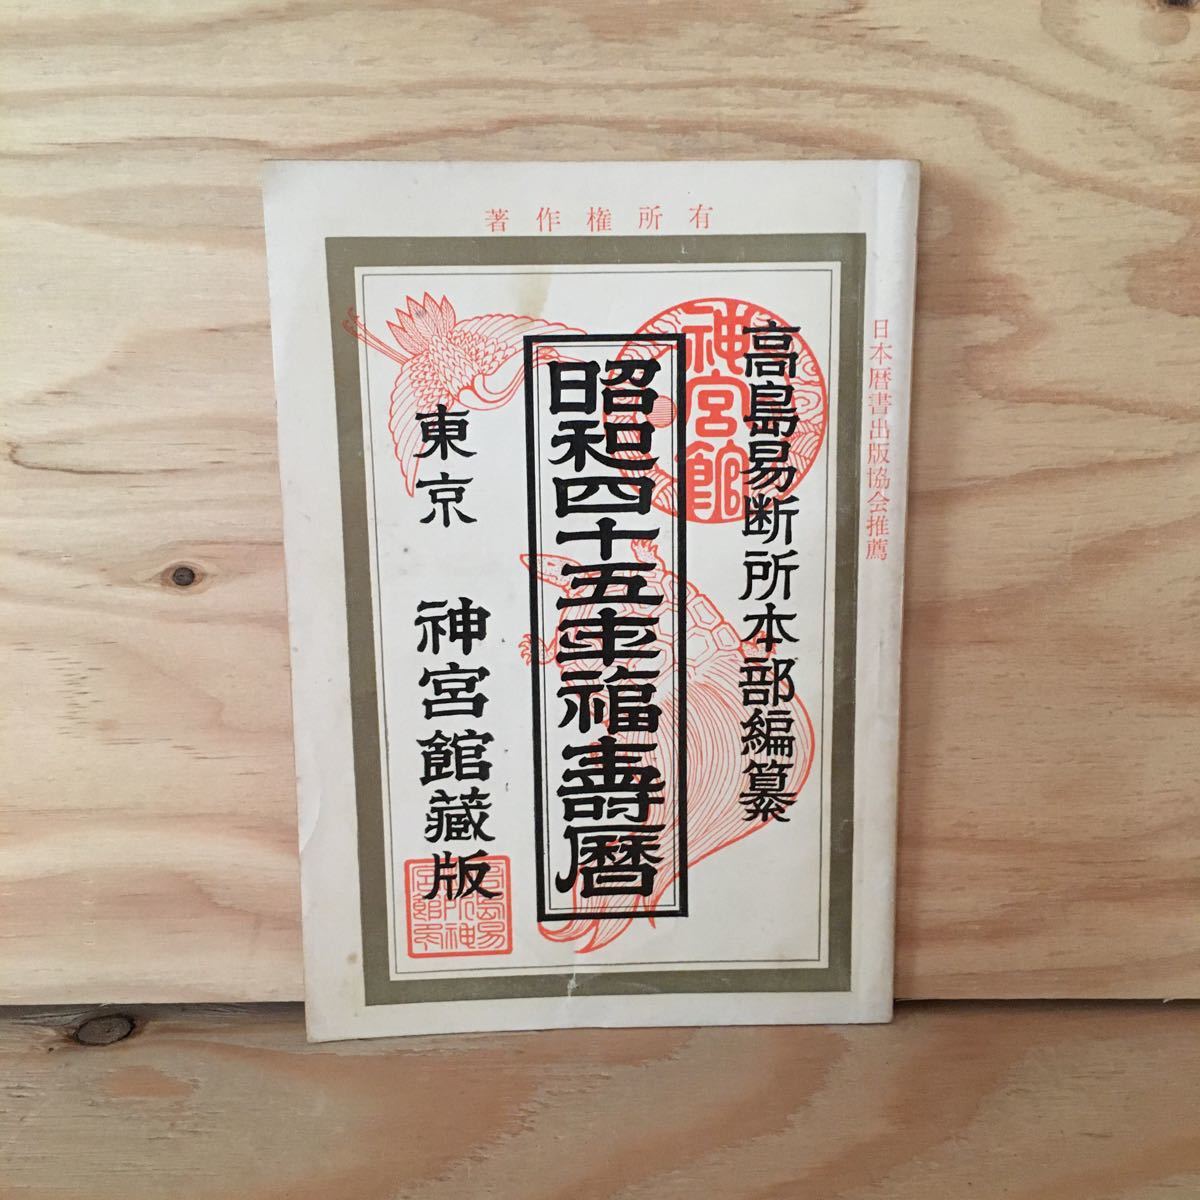 有所権作著
日本暦書出版協会推薦
神宮館
高島易断所本部編纂
昭和四十五年福寿暦
東京 神宮館蔵版